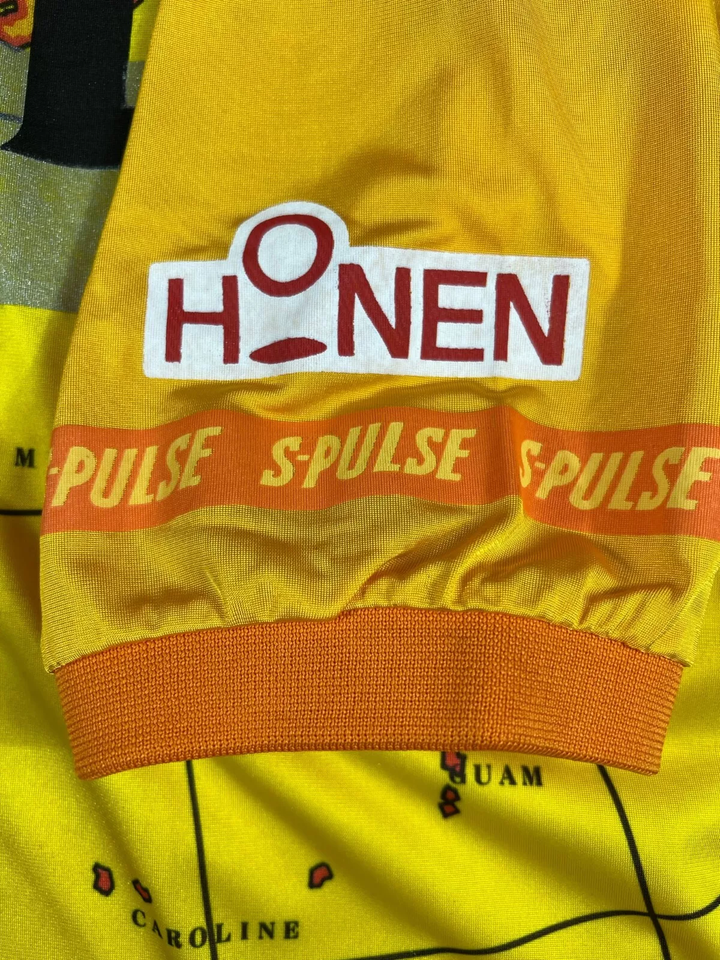 HONEN
S-PULSE S-PULSE S-PULSE
M
GUAM
CAROLINE